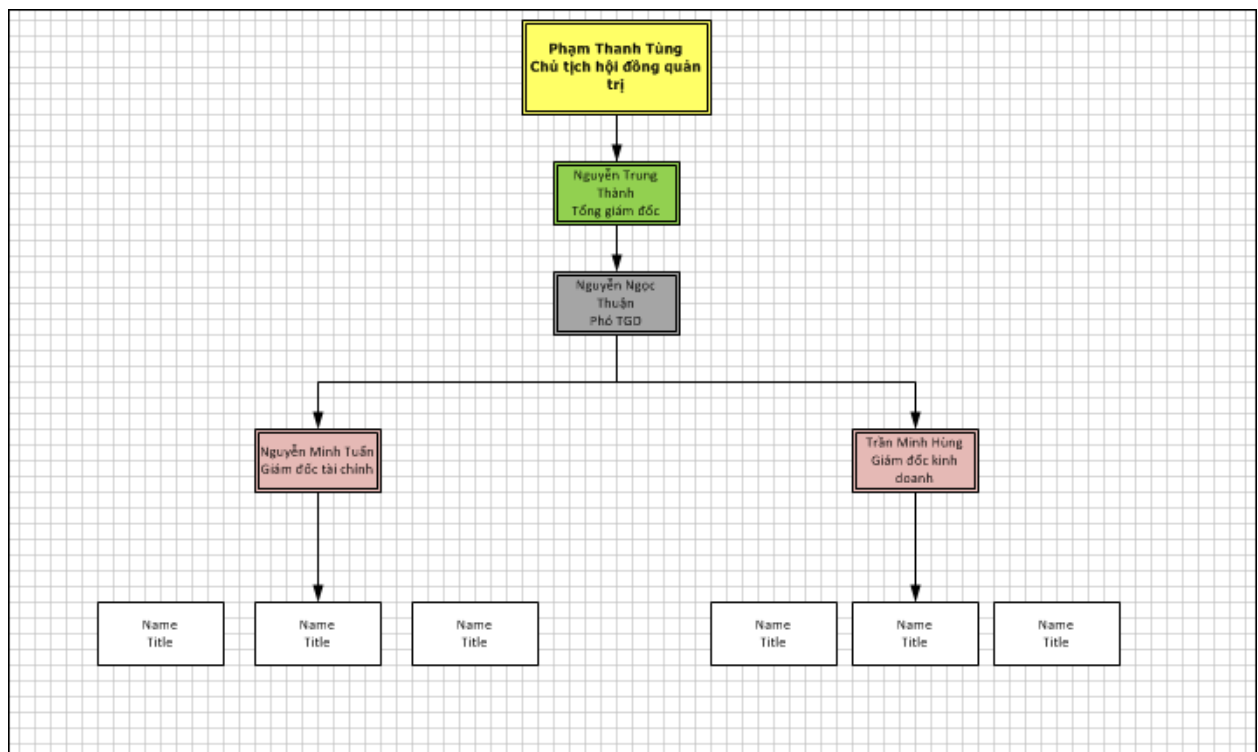 Phạm Thanh Tùng
Chủ tịch hội đồng quản
trị
Nguyễn Trung
Thành
Tổng giám đốc
Nguyễn Ngọc
Thuận
Phó TGD
Nguyễn Minh Tuấn
Giám đốc tài chính
Trần Minh Hùng
Giám đốc kinh
doanh
Name
Title
Name
Title
Name
Title
Name
Title
Name
Title
Name
Title